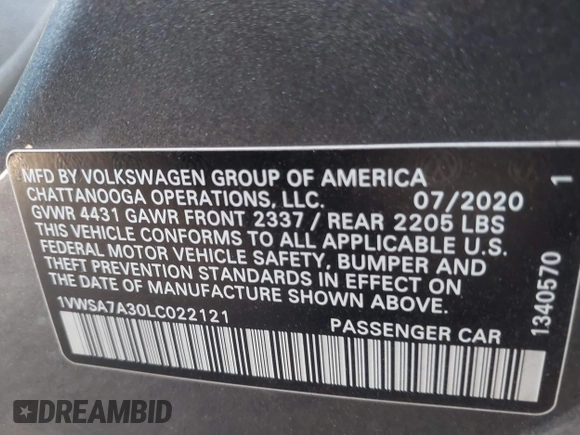 MFD BY VOLKSWAGEN GROUP OF AMERICA
CHATTANOOGA OPERATIONS, LLC. 07/2020
GVWR 4431 GAWR FRONT 2337 / REAR 2205 LBS
THIS VEHICLE CONFORMS TO ALL APPLICABLE U.S.
FEDERAL MOTOR VEHICLE SAFETY, BUMPER AND
THEFT PREVENTION STANDARDS IN EFFECT ON
THE DATE OF MANUFACTURE SHOWN ABOVE.
1VWSA7A30LC022121
PASSENGER CAR
1340570 1
DREAMBID